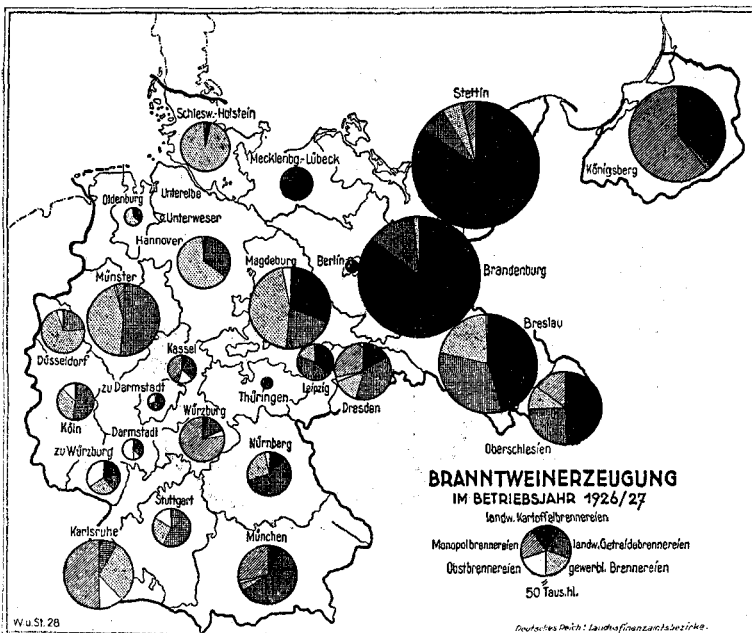 Stettin
Schlesw.-Holstein
Königsberg
Mecklenbg.-Lübeck
Oldenburg
Unterelbe
Unterweser
Hannover
Magdeburg
Berlin
Brandenburg
Münster
Breslau
Düsseldorf
Kassel
zu Darmstadt
Leipzig
Thüringen
Dresden
Köln
Würzburg
Darmstadt
zu Würzburg
Nürnberg
Oberschlesien
Stuttgart
Karlsruhe
München
BRANNTWEINERZEUGUNG
IM BETRIEBSJAHR 1926/27
landw. Kartoffelbrennereien
Monopolbrennereien
landw. Getreidebrennereien
Obstbrennereien
gewerbl. Brennereien
=
50 Taus. hl.
W.u.St. 28
Deutsches Reich: Landesfinanzamtsbezirke.